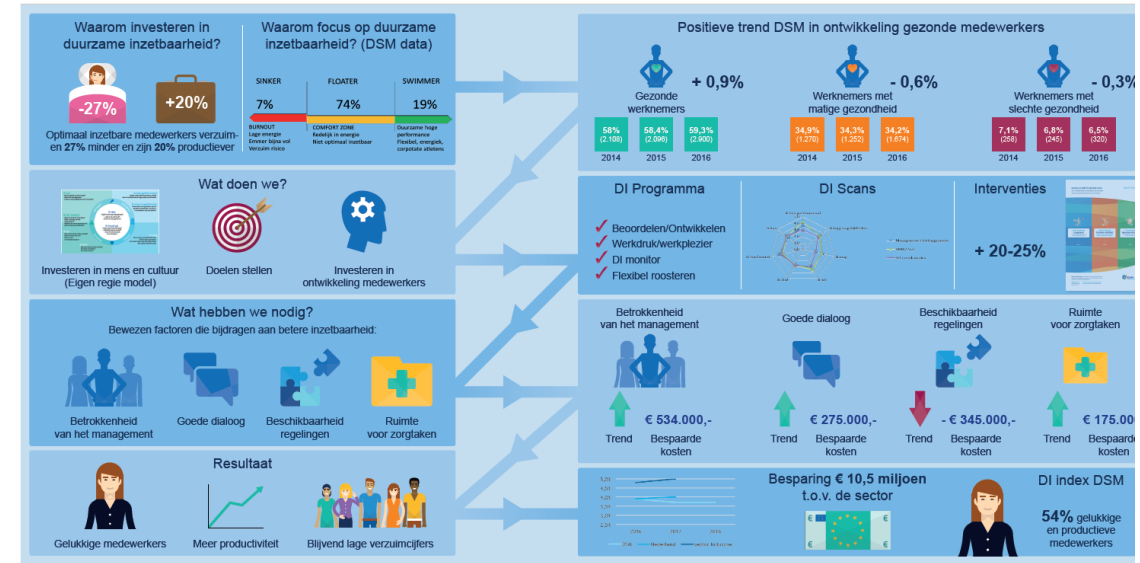 Waarom investeren in
duurzame inzetbaarheid?
-27%
+20%
Optimaal inzetbare medewerkers verzuim-
en 27% minder en zijn 20% productiever
Waarom focus op duurzame
inzetbaarheid? (DSM data)
SINKER FLOATER SWIMMER
7% 74% 19%
BURNOUT
Lage energie
Emmer bijna vol
Verzuim risico
COMFORT ZONE
Redelijk in energie
Niet optimaal inzetbaar
Duurzame hoge
performance
Flexibel, energiek,
corpotate atletens
Wat doen we?
Investeren in mens en cultuur
(Eigen regie model)
Doelen stellen
Investeren in
ontwikkeling medewerkers
Wat hebben we nodig?
Bewezen factoren die bijdragen aan betere inzetbaarheid:
Betrokkenheid
van het management
Goede dialoog
Beschikbaarheid
regelingen
Ruimte
voor zorgtaken
Resultaat
Gelukkige medewerkers
Meer productiviteit
Blijvend lage verzuimcijfers
Positieve trend DSM in ontwikkeling gezonde medewerkers
+ 0,9%
Gezonde
werknemers
58% 58,4% 59,3%
(2.108) (2.096) (2.900)
2014 2015 2016
- 0,6%
Werknemers met
matige gezondheid
34,9% 34,3% 34,2%
(1.270) (1.252) (1.674)
2014 2015 2016
- 0,3%
Werknemers met
slechte gezondheid
7,1% 6,8% 6,5%
(258) (245) (320)
2014 2015 2016
DI Programma
Beoordelen/Ontwikkelen
Werkdruk/werkplezier
DI monitor
Flexibel roosteren
DI Scans
Interventies
+ 20-25%
Betrokkenheid
van het management
€ 534.000,-
Trend Bespaarde
kosten
Goede dialoog
€ 275.000,-
Trend Bespaarde
kosten
Beschikbaarheid
regelingen
- € 345.000,-
Trend Bespaarde
kosten
Ruimte
voor zorgtaken
Trend
kosten
Besparing € 10,5 miljoen
t.o.v. de sector
DI index DSM
54% gelukkige
en productieve
medewerkers